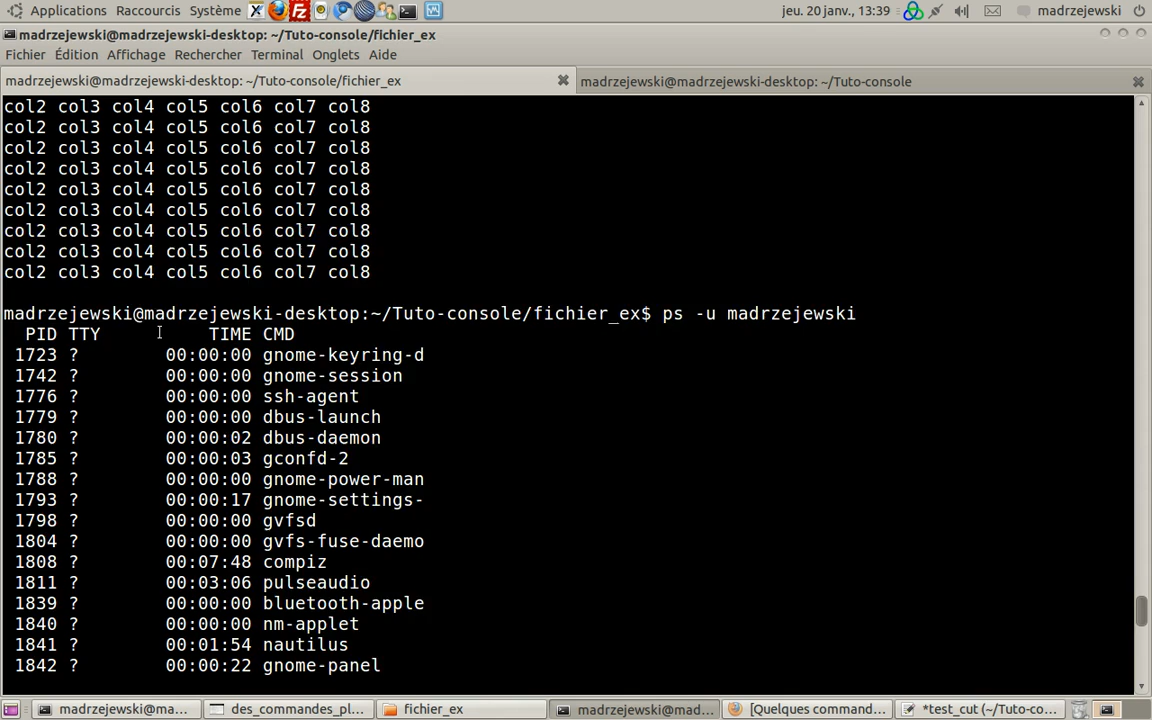 Applications Raccourcis Système jeu. 20 janv., 13:39 madrzejewski
madrzejewski@madrzejewski-desktop: ~/Tuto-console/fichier_ex
Fichier Édition Affichage Rechercher Terminal Onglets Aide
madrzejewski@madrzejewski-desktop: ~/Tuto-console/fichier_ex madrzejewski@madrzejewski-desktop: ~/Tuto-console
col2 col3 col4 col5 col6 col7 col8
col2 col3 col4 col5 col6 col7 col8
col2 col3 col4 col5 col6 col7 col8
col2 col3 col4 col5 col6 col7 col8
col2 col3 col4 col5 col6 col7 col8
col2 col3 col4 col5 col6 col7 col8
col2 col3 col4 col5 col6 col7 col8
col2 col3 col4 col5 col6 col7 col8
col2 col3 col4 col5 col6 col7 col8
madrzejewski@madrzejewski-desktop:~/Tuto-console/fichier_ex$ ps -u madrzejewski
PID TTY TIME CMD
1723 ? 00:00:00 gnome-keyring-d
1742 ? 00:00:00 gnome-session
1776 ? 00:00:00 ssh-agent
1779 ? 00:00:00 dbus-launch
1780 ? 00:00:02 dbus-daemon
1785 ? 00:00:03 gconfd-2
1788 ? 00:00:00 gnome-power-man
1793 ? 00:00:17 gnome-settings-
1798 ? 00:00:00 gvfsd
1804 ? 00:00:00 gvfs-fuse-daemo
1808 ? 00:07:48 compiz
1811 ? 00:03:06 pulseaudio
1839 ? 00:00:00 bluetooth-apple
1840 ? 00:00:00 nm-applet
1841 ? 00:01:54 nautilus
1842 ? 00:00:22 gnome-panel
madrzejewski@ma... des_commandes_pl... fichier_ex madrzejewski@mad... [Quelques comman... *test_cut (~/Tuto-co...